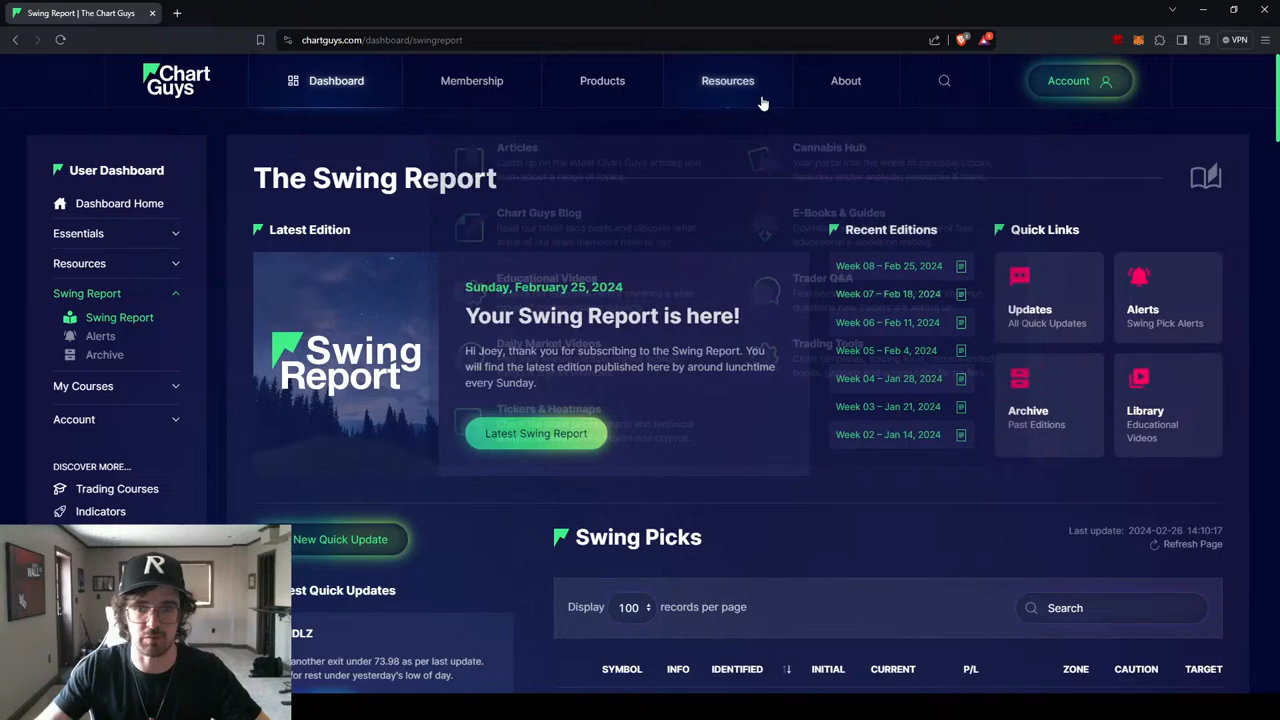 Swing Report | The Chart Guys
chartguys.com/dashboard/swingreport
VPN
Chart Guys
Dashboard
Membership
Products
Resources
About
Account
User Dashboard
Dashboard Home
Essentials
Resources
Swing Report
Swing Report
Alerts
Archive
My Courses
Account
DISCOVER MORE...
Trading Courses
Indicators
The Swing Report
Articles
Cannabis Hub
Chart Guys Blog
E-Books & Guides
Educational Videos
Trader Q&A
Daily Market Videos
Trading Tools
Tickers & Heatmaps
Latest Edition
Swing
Report
Sunday, February 25, 2024
Your Swing Report is here!
Hi Joey, thank you for subscribing to the Swing Report. You
will find the latest edition published here by around lunchtime
every Sunday.
Latest Swing Report
Recent Editions
Week 08 – Feb 25, 2024
Week 07 – Feb 18, 2024
Week 06 – Feb 11, 2024
Week 05 – Feb 4, 2024
Week 04 – Jan 28, 2024
Week 03 – Jan 21, 2024
Week 02 – Jan 14, 2024
Quick Links
Updates
All Quick Updates
Alerts
Swing Pick Alerts
Archive
Past Editions
Library
Educational
Videos
New Quick Update
est Quick Updates
DLZ
another exit under 73.98 as per last update.
for rest under yesterday's low of day.
Swing Picks
Last update: 2024-02-26 14:10:17
Refresh Page
Display 100 records per page
Search
SYMBOL INFO IDENTIFIED INITIAL CURRENT P/L ZONE CAUTION TARGET
R